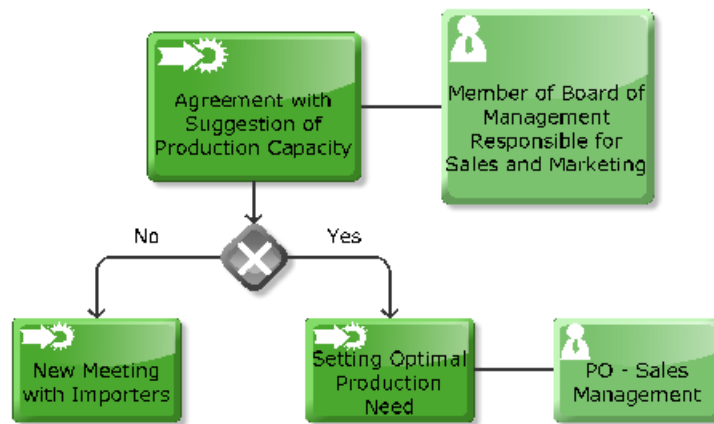 Agreement with
Suggestion of
Production Capacity
Member of Board of
Management
Responsible for
Sales and Marketing
No
Yes
New Meeting
with Importers
Setting Optimal
Production
Need
PO - Sales
Management